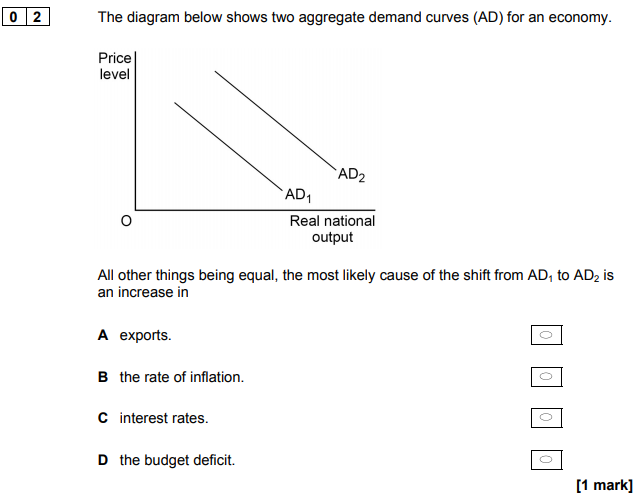 0 2 The diagram below shows two aggregate demand curves (AD) for an economy.
Price
level
AD₂
AD₁
O
Real national
output
All other things being equal, the most likely cause of the shift from AD₁ to AD₂ is
an increase in
A exports.
B the rate of inflation.
C interest rates.
D the budget deficit.
[1 mark]